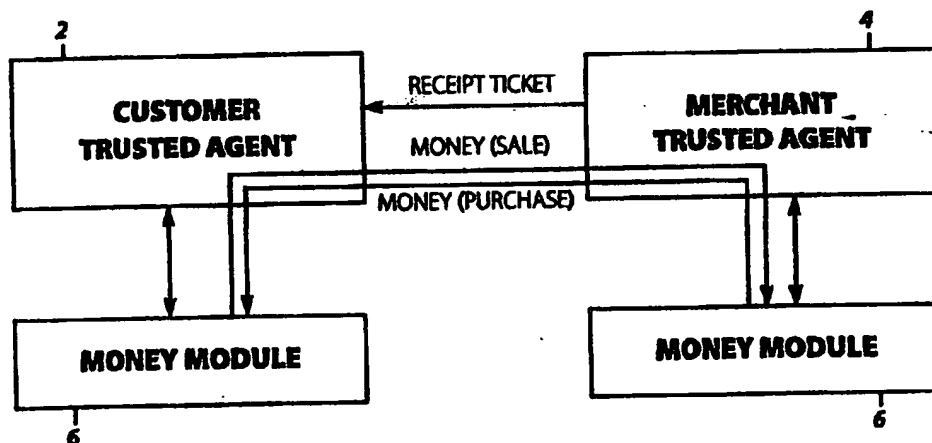 2
4
CUSTOMER
TRUSTED AGENT
RECEIPT TICKET
MERCHANT
TRUSTED AGENT
MONEY (SALE)
MONEY (PURCHASE)
MONEY MODULE
MONEY MODULE
6
6